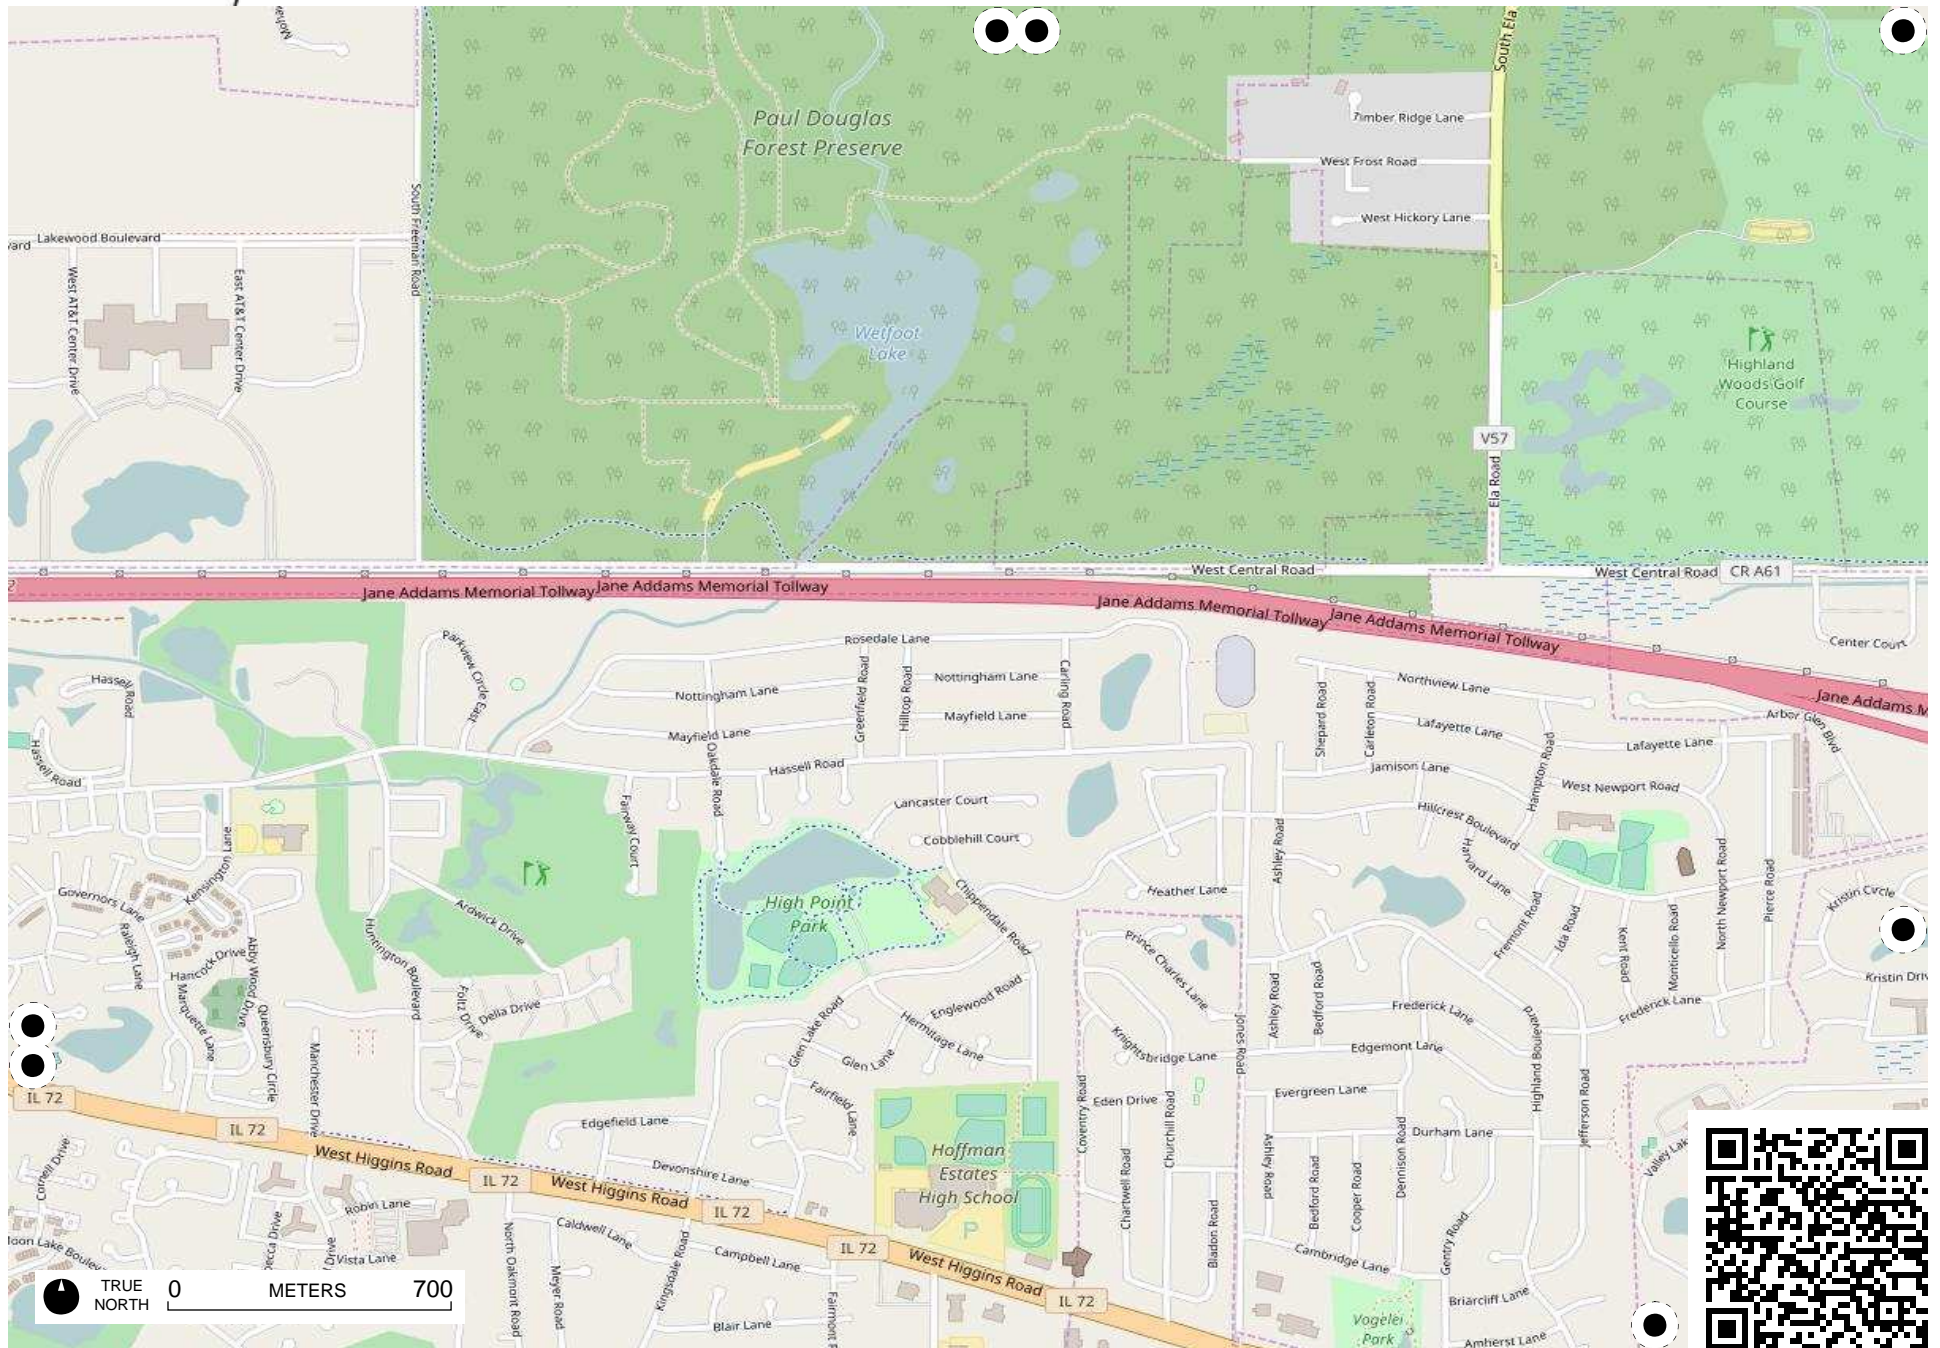 South Ela
Paul Douglas
Forest Preserve
Timber Ridge Lane
West Frost Road
West Hickory Lane
South Freeman Road
Lakewood Boulevard
West AT&T Center Drive
East AT&T Center Drive
Wetfoot
Lake
Highland
Woods Golf
Course
V57
Ela Road
West Central Road
West Central Road
CR A61
Jane Addams Memorial Tollway
Jane Addams Memorial Tollway
Jane Addams Memorial Tollway
Jane Addams Memorial Tollway
Jane Addams M
Center Court
Parkview Circle East
Rosedale Lane
Nottingham Lane
Nottingham Lane
Greenfield Road
Hilltop Road
Carling Road
Mayfield Lane
Mayfield Lane
Oakdale Road
Hassell Road
Hassell Road
Hassell Road
Shepard Road
Carleton Road
Northview Lane
Lafayette Lane
Lafayette Lane
Arbor Glen Blvd
Hampton Road
Jamison Lane
West Newport Road
Hillcrest Boulevard
Harvard Lane
Fairway Court
Lancaster Court
Cobblehill Court
Ashley Road
Heather Lane
Chippendale Road
High Point
Park
Kensington Lane
Governors Lane
Raleigh Lane
Hancock Drive
Abby Wood Drive
Marquette Lane
Queensbury Circle
Huntington Boulevard
Ardwick Drive
Foltz Drive
Della Drive
Manchester Drive
Prince Charles Lane
Knightsbridge Lane
Jones Road
Ashley Road
Bedford Road
Frederick Lane
Frederick Lane
Fremont Road
Ida Road
Kent Road
Monticello Road
North Newport Road
Pierce Road
Kristin Circle
Kristin Driv
Englewood Road
Hermitage Lane
Glen Lake Road
Glen Lane
Fairfield Lane
Edgemont Lane
Evergreen Lane
Highland Boulevard
Jefferson Road
Durham Lane
Dennison Road
Ashley Road
Bedford Road
Cooper Road
Coventry Road
Eden Drive
Churchill Road
Chartwell Road
Bladon Road
Cambridge Lane
Gentry Road
Briarcliff Lane
Amherst Lane
Vogelei
Park
Valley Lak
Hoffman
Estates
High School
P
Edgefield Lane
Devonshire Lane
IL 72
IL 72
IL 72
IL 72
IL 72
IL 72
West Higgins Road
West Higgins Road
West Higgins Road
Cornell Drive
Robin Lane
Vista Lane
North Oakmont Road
Meyer Road
Caldwell Lane
Kingsdale Road
Campbell Lane
Blair Lane
Fairmont
TRUE
NORTH
0 METERS 700